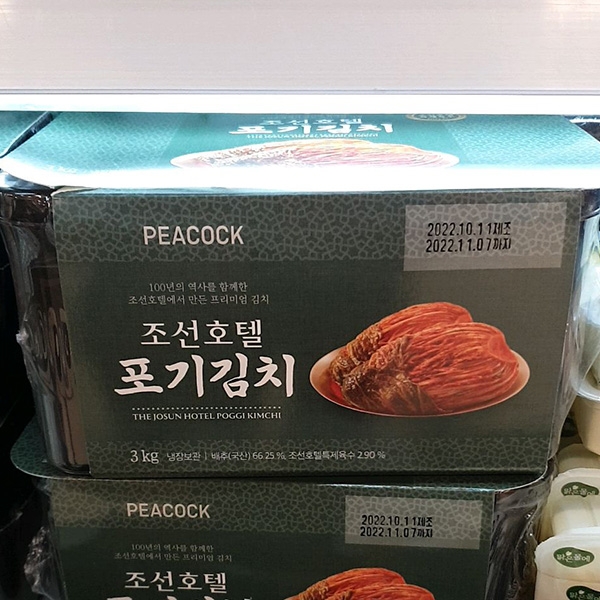 조선호텔
포기김치
PEACOCK
2022.10.11제조
2022.11.07까지
100년의 역사를 함께한
조선호텔에서 만든 프리미엄 김치
조선호텔
포기김치
THE JOSUN HOTEL POGGI KIMCHI
3 kg 냉장보관 | 배추(국산) 66.25 %, 조선호텔특제육수 2.90 %
PEACOCK
2022.10.11제조
2022.11.07까지
100년의 역사를 함께한
조선호텔에서 만든 프리미엄 김치
조선호텔